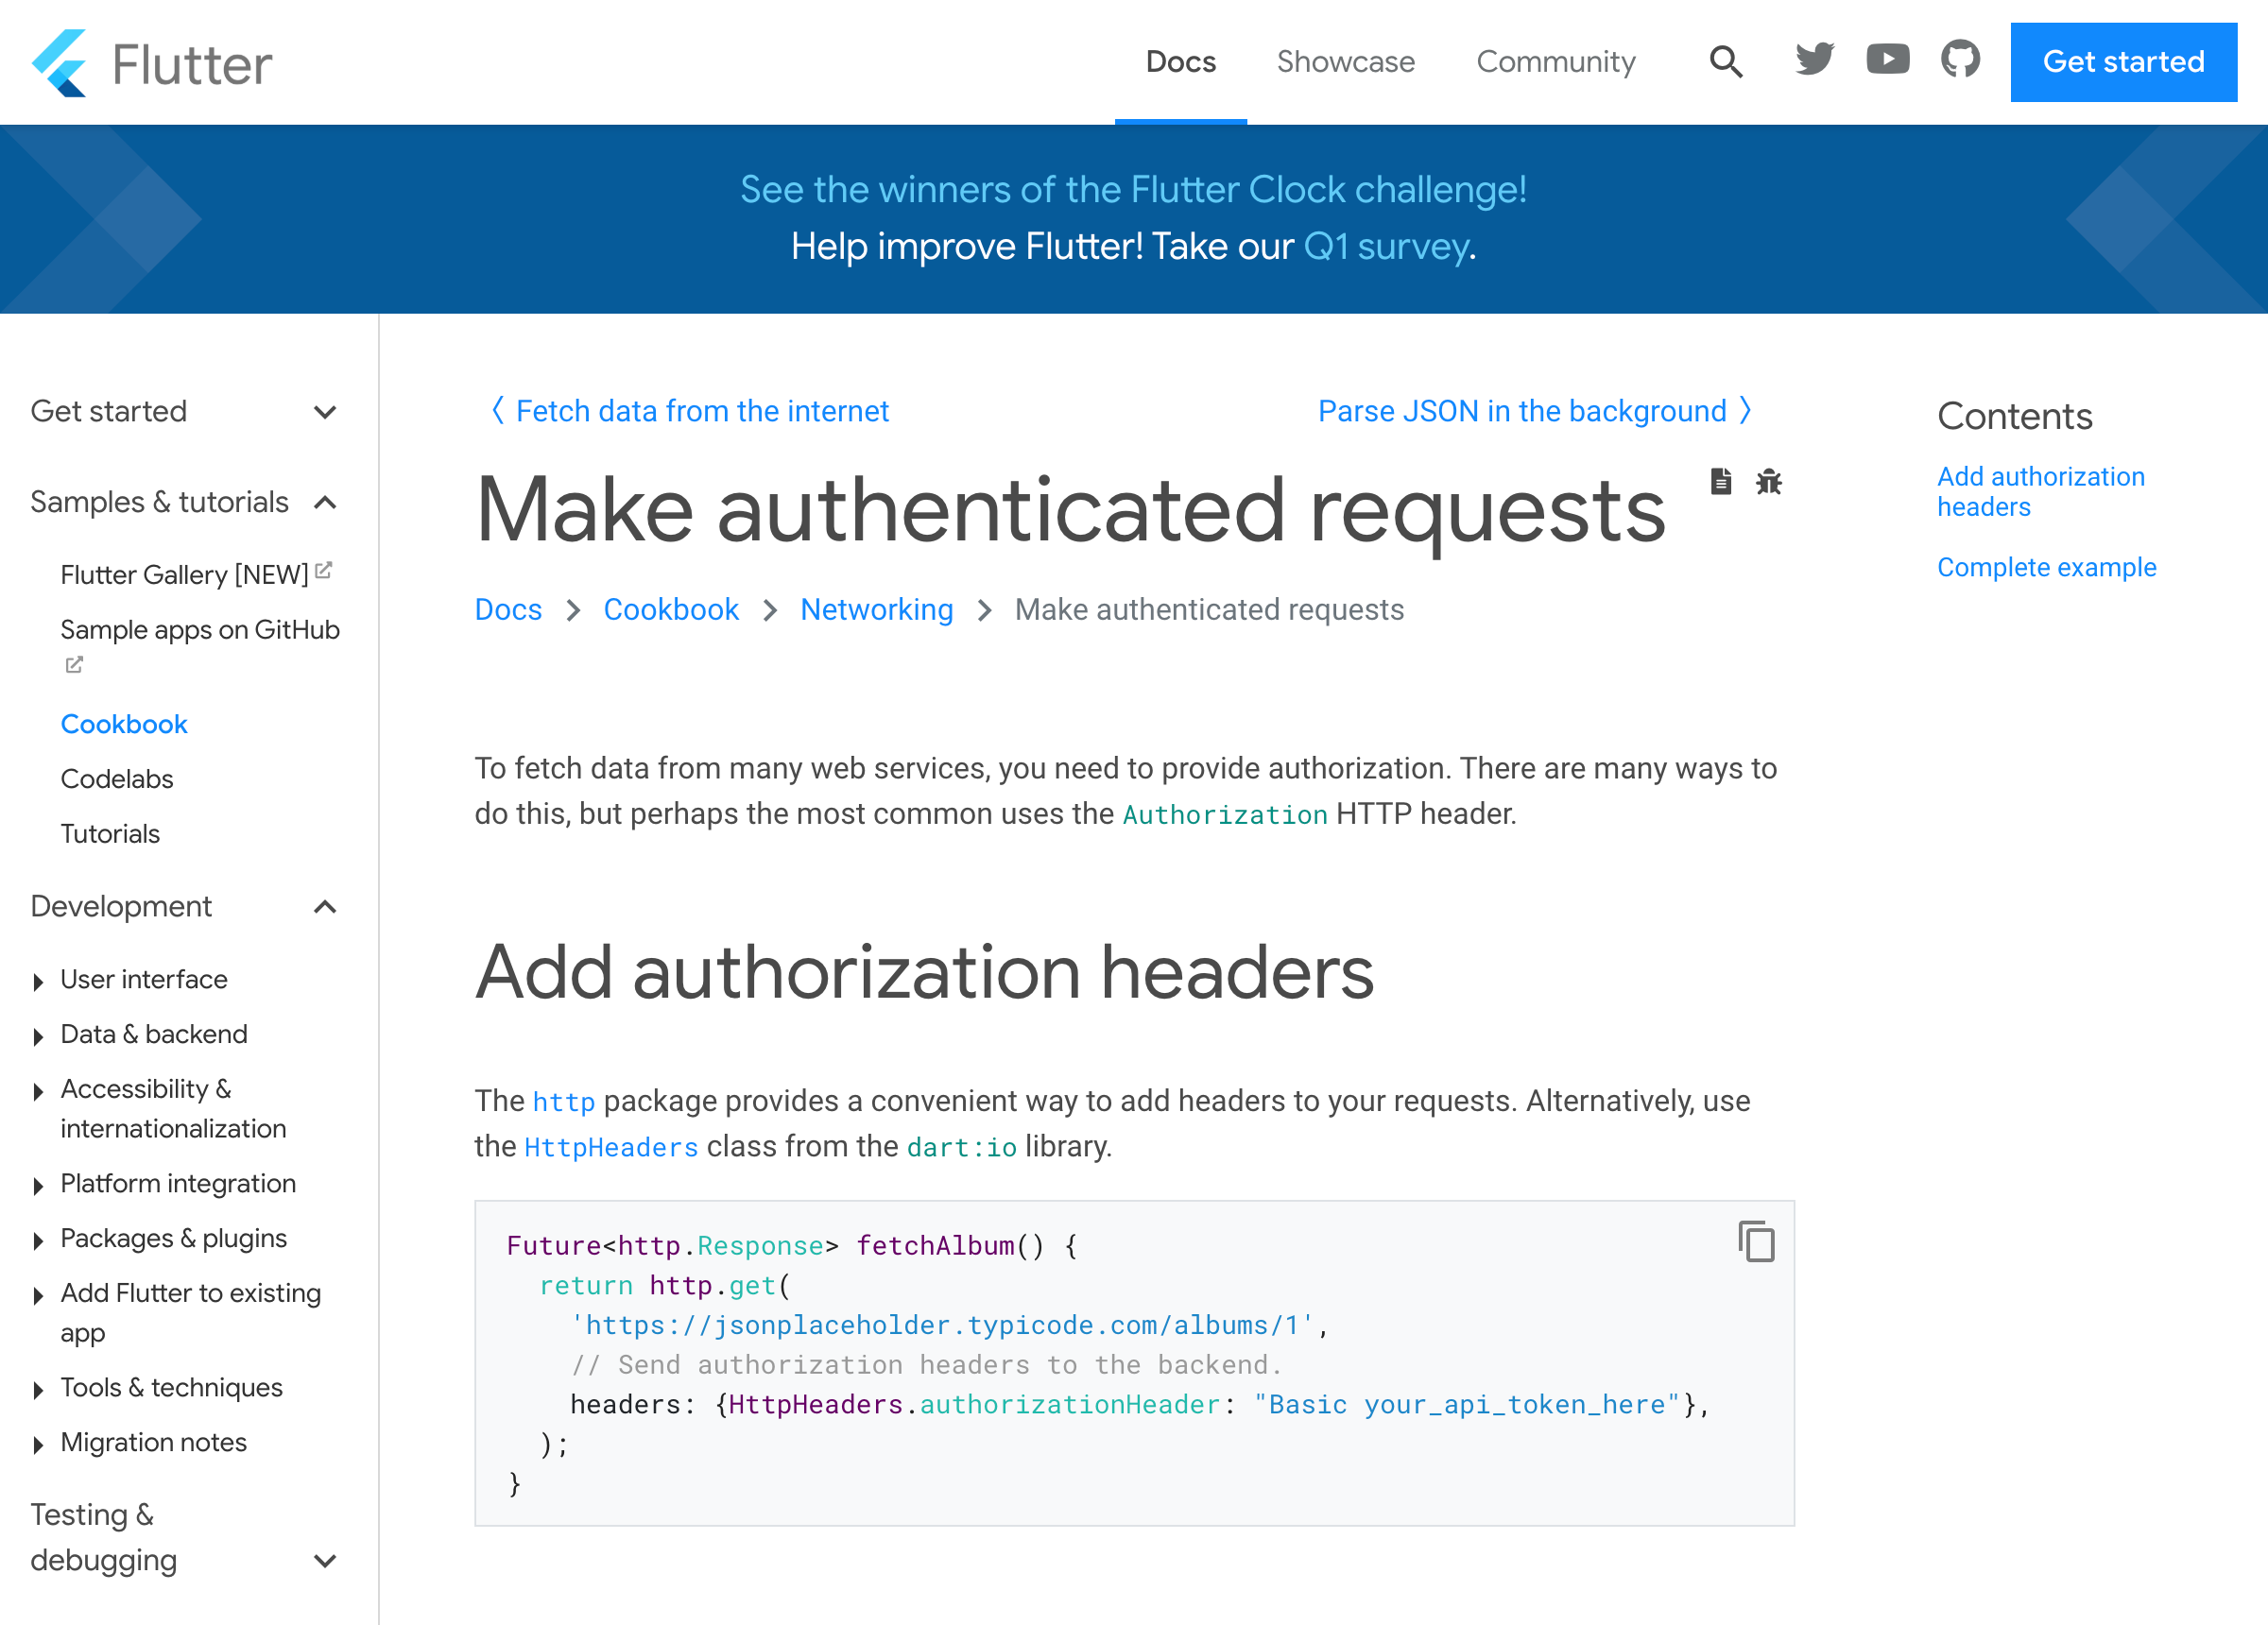 Flutter
Docs Showcase Community Get started
See the winners of the Flutter Clock challenge!
Help improve Flutter! Take our Q1 survey.
Get started
Samples & tutorials
Flutter Gallery [NEW]
Sample apps on GitHub
Cookbook
Codelabs
Tutorials
Development
User interface
Data & backend
Accessibility &
internationalization
Platform integration
Packages & plugins
Add Flutter to existing
app
Tools & techniques
Migration notes
Testing &
debugging
〈 Fetch data from the internet Parse JSON in the background 〉
Make authenticated requests
Docs > Cookbook > Networking > Make authenticated requests
To fetch data from many web services, you need to provide authorization. There are many ways to
do this, but perhaps the most common uses the Authorization HTTP header.
Add authorization headers
The http package provides a convenient way to add headers to your requests. Alternatively, use
the HttpHeaders class from the dart:io library.
Future<http.Response> fetchAlbum() {
  return http.get(
    'https://jsonplaceholder.typicode.com/albums/1',
    // Send authorization headers to the backend.
    headers: {HttpHeaders.authorizationHeader: "Basic your_api_token_here"},
  );
}
Contents
Add authorization
headers
Complete example